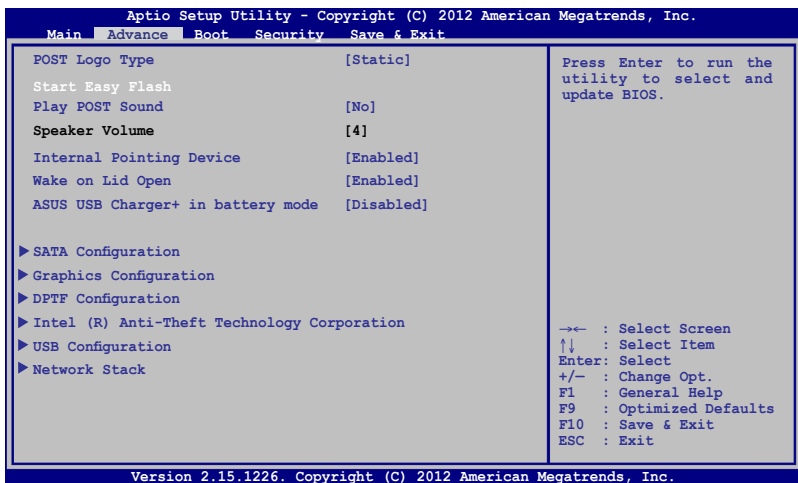 Aptio Setup Utility - Copyright (C) 2012 American Megatrends, Inc.
Main Advance Boot Security Save & Exit
POST Logo Type [Static]
Start Easy Flash
Play POST Sound [No]
Speaker Volume [4]
Internal Pointing Device [Enabled]
Wake on Lid Open [Enabled]
ASUS USB Charger+ in battery mode [Disabled]
SATA Configuration
Graphics Configuration
DPTF Configuration
Intel (R) Anti-Theft Technology Corporation
USB Configuration
Network Stack
Press Enter to run the
utility to select and
update BIOS.
→← : Select Screen
↑↓ : Select Item
Enter: Select
+/— : Change Opt.
F1 : General Help
F9 : Optimized Defaults
F10 : Save & Exit
ESC : Exit
Version 2.15.1226. Copyright (C) 2012 American Megatrends, Inc.